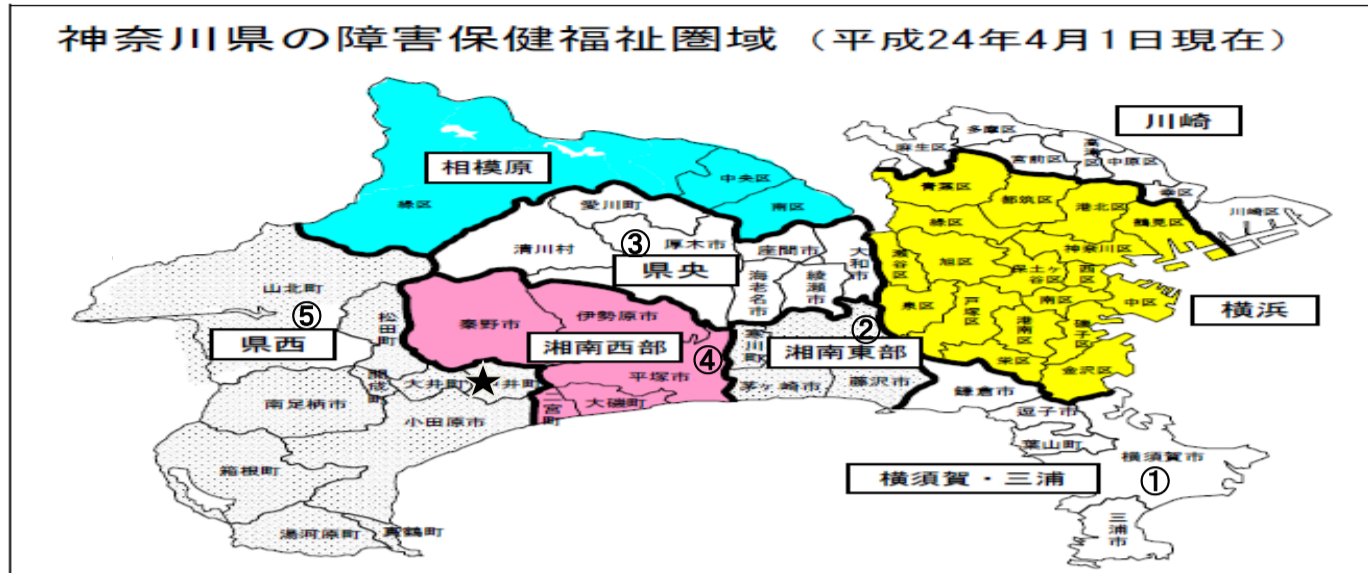 神奈川県の障害保健福祉圏域（平成24年4月1日現在）
川崎
多摩区
麻生区
高津区
宮前区
中原区
幸区
川崎区
相模原
中央区
緑区
南区
青葉区
都筑区
港北区
鶴見区
緑区
神奈川区
瀬谷区
旭区
保土ヶ谷区
西区
泉区
戸塚区
南区
中区
港南区
磯子区
栄区
金沢区
横浜
愛川町
清川村
③
厚木市
県央
座間市
大和市
海老名市
綾瀬市
山北町
⑤
松田町
県西
秦野市
伊勢原市
湘南西部
④
平塚市
寒川町
②
湘南東部
茅ヶ崎市
藤沢市
開成町
大井町
★
井町
二宮町
大磯町
南足柄市
小田原市
箱根町
湯河原町
真鶴町
鎌倉市
逗子市
葉山町
横須賀・三浦
横須賀市
①
三浦市